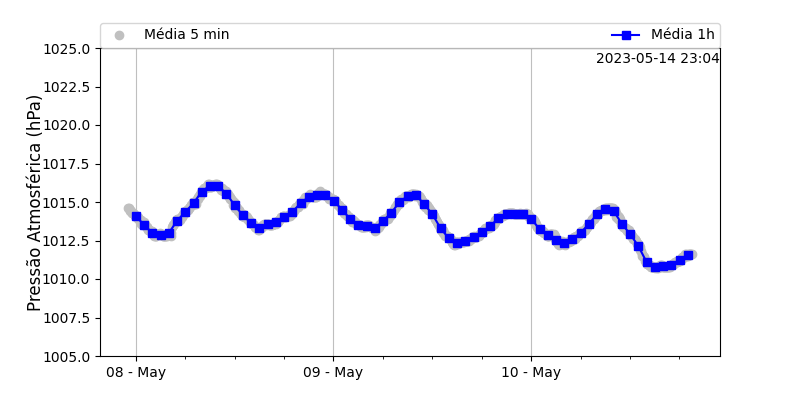 Média 5 min
Média 1h
2023-05-14 23:04
Pressão Atmosférica (hPa)
1025.0
1022.5
1020.0
1017.5
1015.0
1012.5
1010.0
1007.5
1005.0
08 - May
09 - May
10 - May